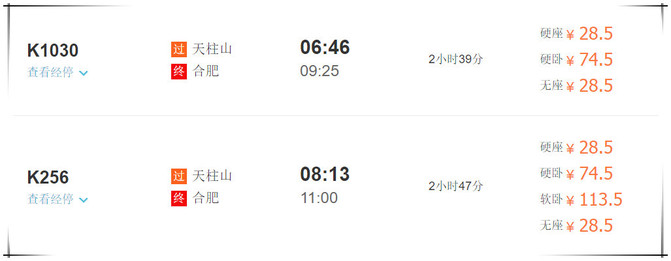 K1030
查看经停
过 天柱山
终 合肥
06:46
09:25
2小时39分
硬座 ¥ 28.5
硬卧 ¥ 74.5
无座 ¥ 28.5
K256
查看经停
过 天柱山
终 合肥
08:13
11:00
2小时47分
硬座 ¥ 28.5
硬卧 ¥ 74.5
软卧 ¥ 113.5
无座 ¥ 28.5